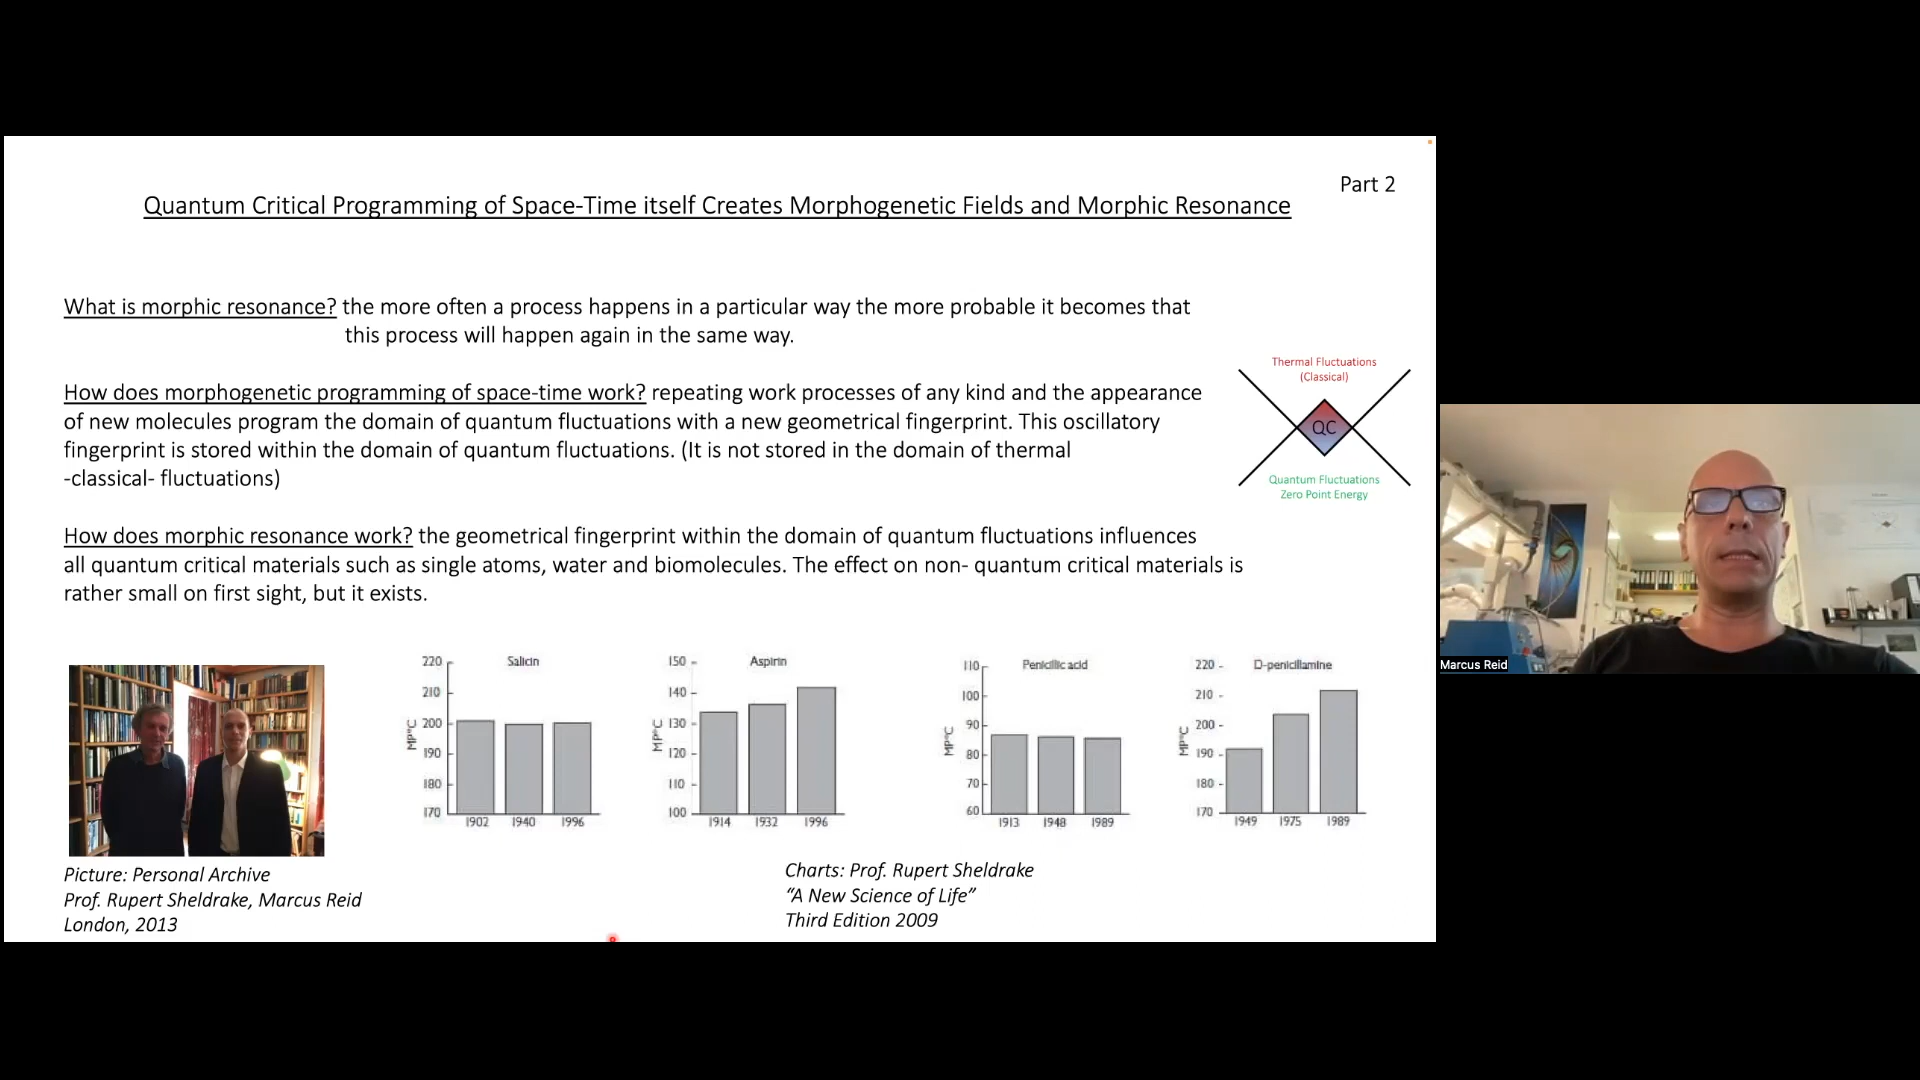 Part 2
Quantum Critical Programming of Space-Time itself Creates Morphogenetic Fields and Morphic Resonance
What is morphic resonance? the more often a process happens in a particular way the more probable it becomes that
this process will happen again in the same way.
How does morphogenetic programming of space-time work? repeating work processes of any kind and the appearance
of new molecules program the domain of quantum fluctuations with a new geometrical fingerprint. This oscillatory
fingerprint is stored within the domain of quantum fluctuations. (It is not stored in the domain of thermal
-classical- fluctuations)
Thermal Fluctuations
(Classical)
QC
Quantum Fluctuations
Zero Point Energy
How does morphic resonance work? the geometrical fingerprint within the domain of quantum fluctuations influences
all quantum critical materials such as single atoms, water and biomolecules. The effect on non- quantum critical materials is
rather small on first sight, but it exists.
Salicin
220
210
200
190
180
170
MP°C
1902 1940 1996
Aspirin
150
140
130
120
110
100
MP°C
1914 1932 1996
Penicillic acid
110
100
90
80
70
60
MP°C
1913 1948 1989
D-penicillamine
220
210
200
190
180
170
MP°C
1949 1975 1989
Picture: Personal Archive
Prof. Rupert Sheldrake, Marcus Reid
London, 2013
Charts: Prof. Rupert Sheldrake
“A New Science of Life”
Third Edition 2009
Marcus Reid